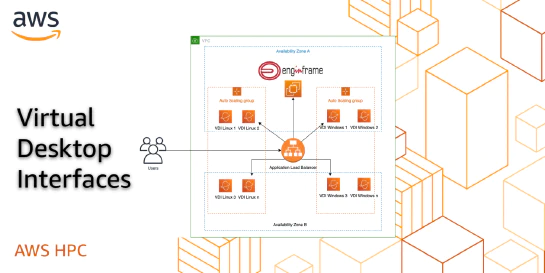 aws
VPC
Availability Zone A
enginframe
Auto Scaling group
Auto Scaling group
VDI Linux 1
VDI Linux 2
VDI Windows 1
VDI Windows 2
Virtual
Desktop
Interfaces
Users
Application Load Balancer
VDI Linux 3
VDI Linux 4
VDI Windows 3
VDI Windows 4
Availability Zone B
AWS HPC